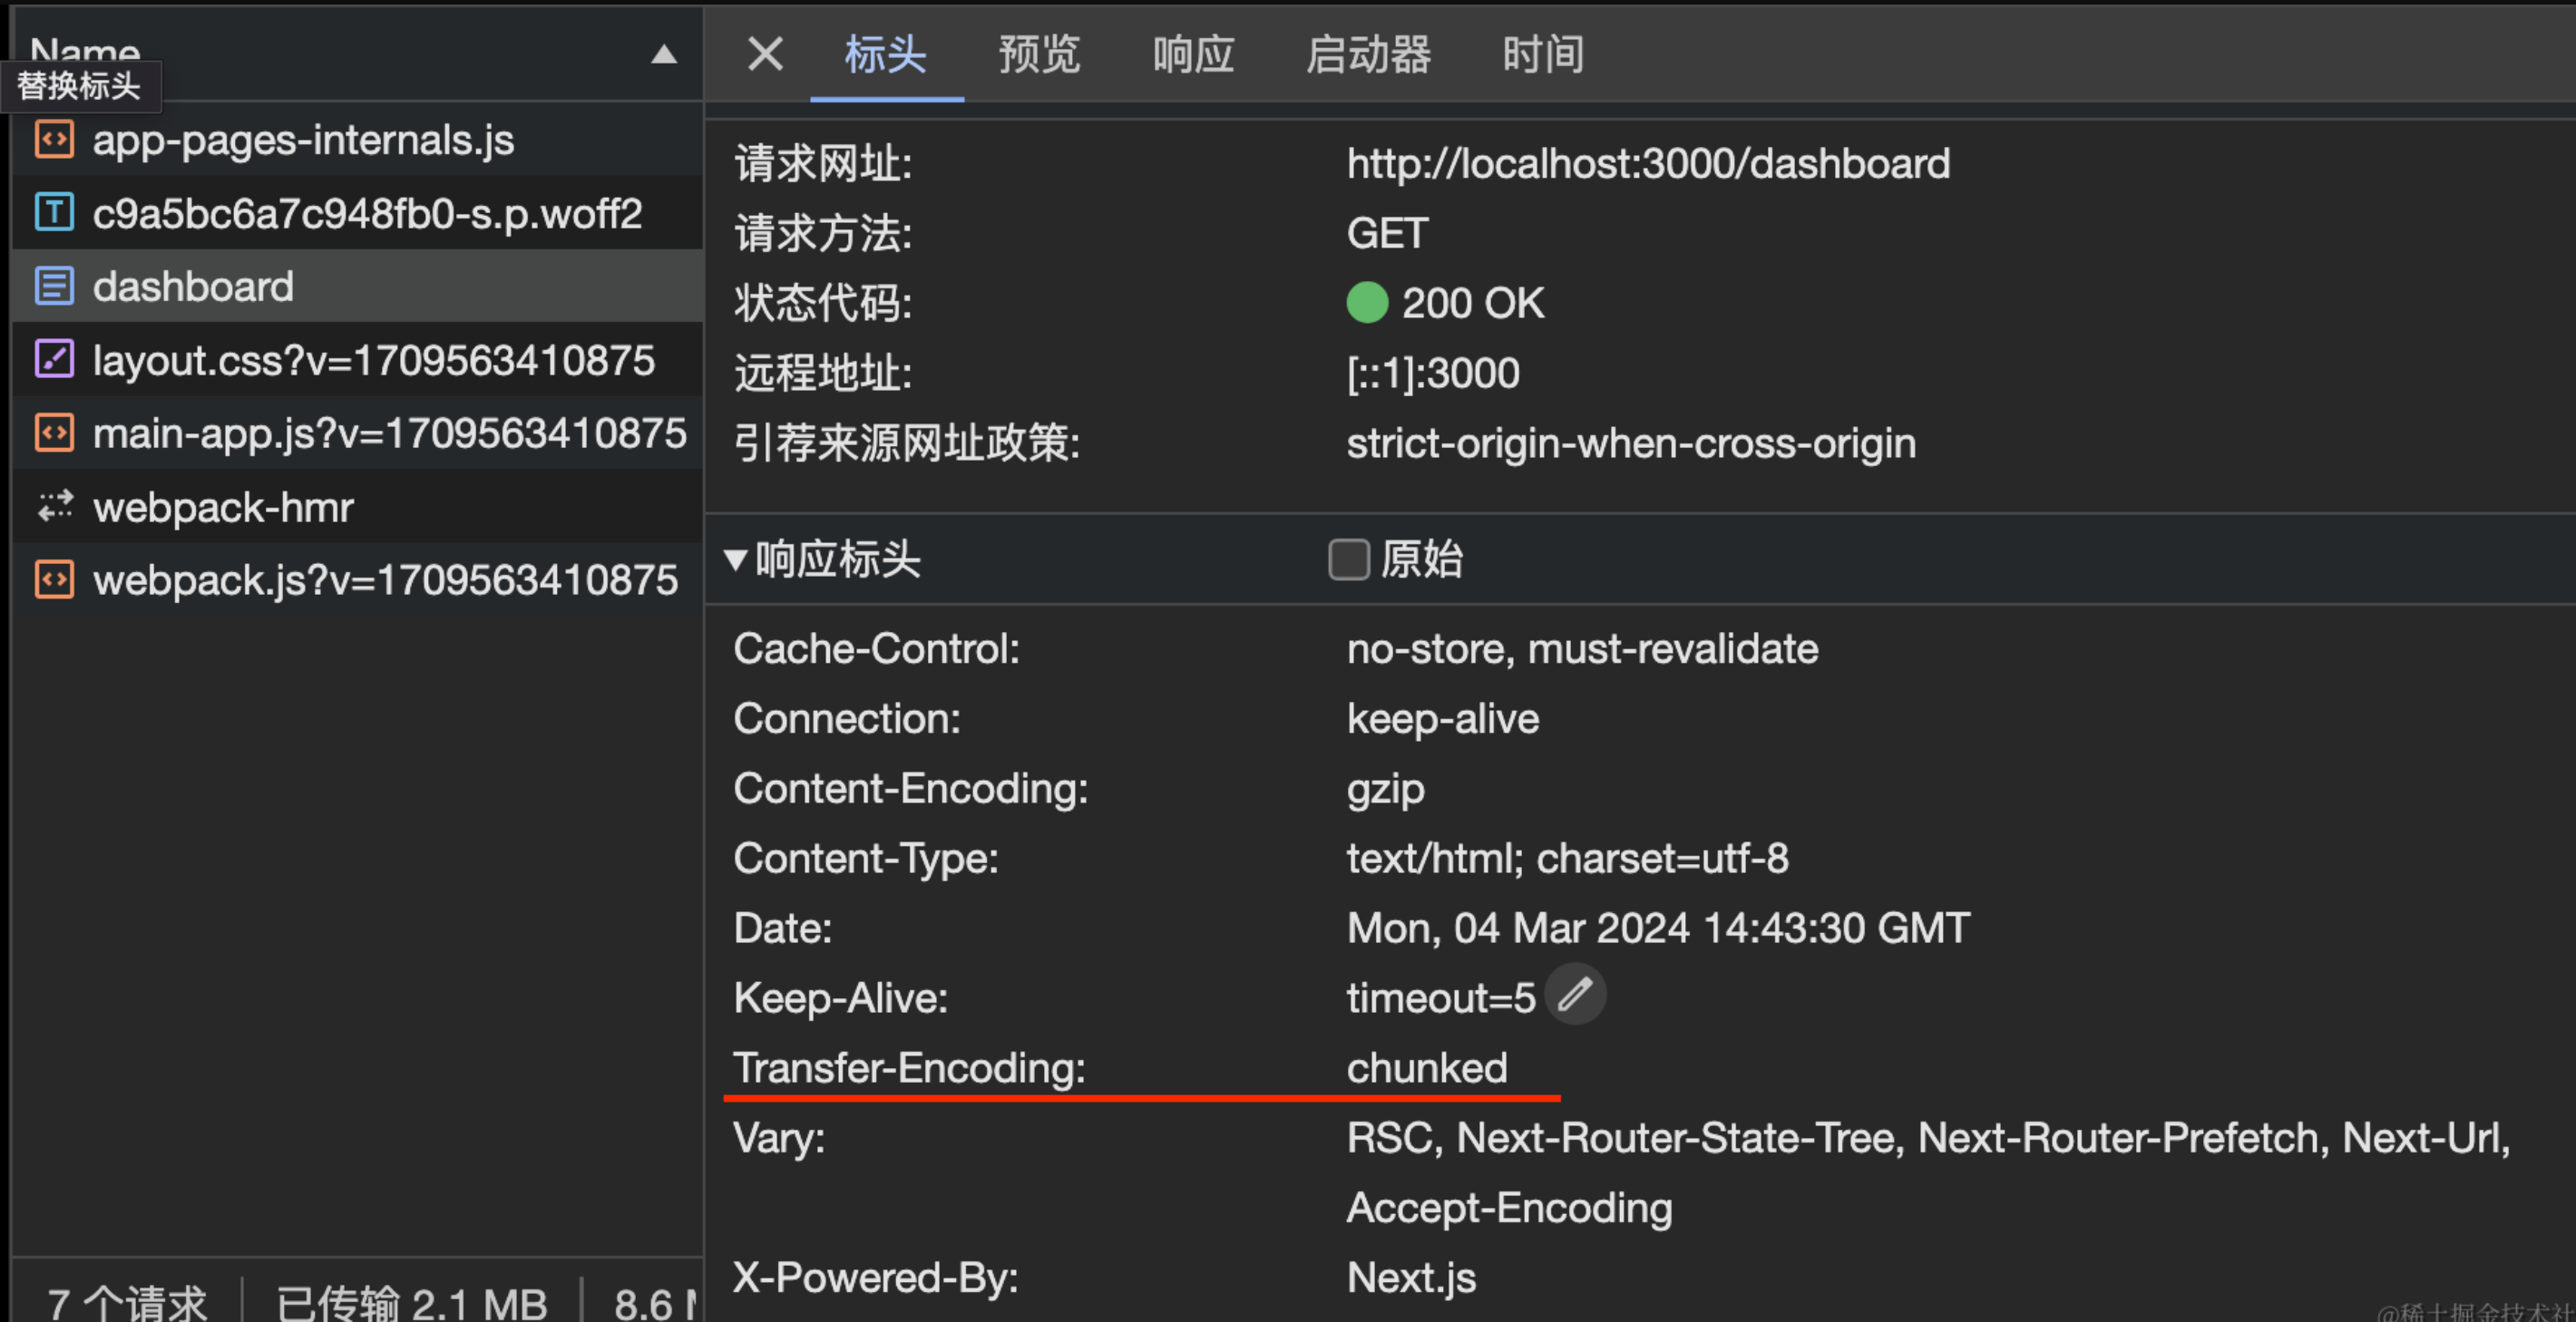 Name
替换标头
app-pages-internals.js
c9a5bc6a7c948fb0-s.p.woff2
dashboard
layout.css?v=1709563410875
main-app.js?v=1709563410875
webpack-hmr
webpack.js?v=1709563410875
7 个请求 已传输 2.1 MB 8.6
标头 预览 响应 启动器 时间
请求网址: http://localhost:3000/dashboard
请求方法: GET
状态代码: 200 OK
远程地址: [::1]:3000
引荐来源网址政策: strict-origin-when-cross-origin
响应标头 原始
Cache-Control: no-store, must-revalidate
Connection: keep-alive
Content-Encoding: gzip
Content-Type: text/html; charset=utf-8
Date: Mon, 04 Mar 2024 14:43:30 GMT
Keep-Alive: timeout=5
Transfer-Encoding: chunked
Vary: RSC, Next-Router-State-Tree, Next-Router-Prefetch, Next-Url,
Accept-Encoding
X-Powered-By: Next.js
@稀土掘金技术社